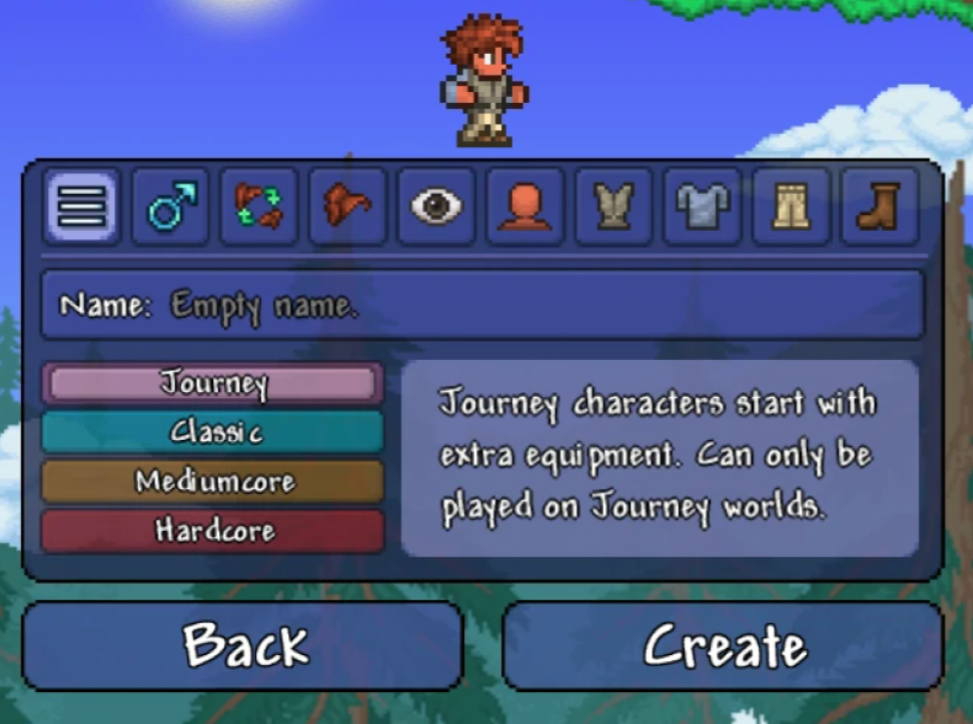 Name: Empty name.
Journey
Classic
Mediumcore
Hardcore
Journey characters start with
extra equipment. Can only be
played on Journey worlds.
Back
Create